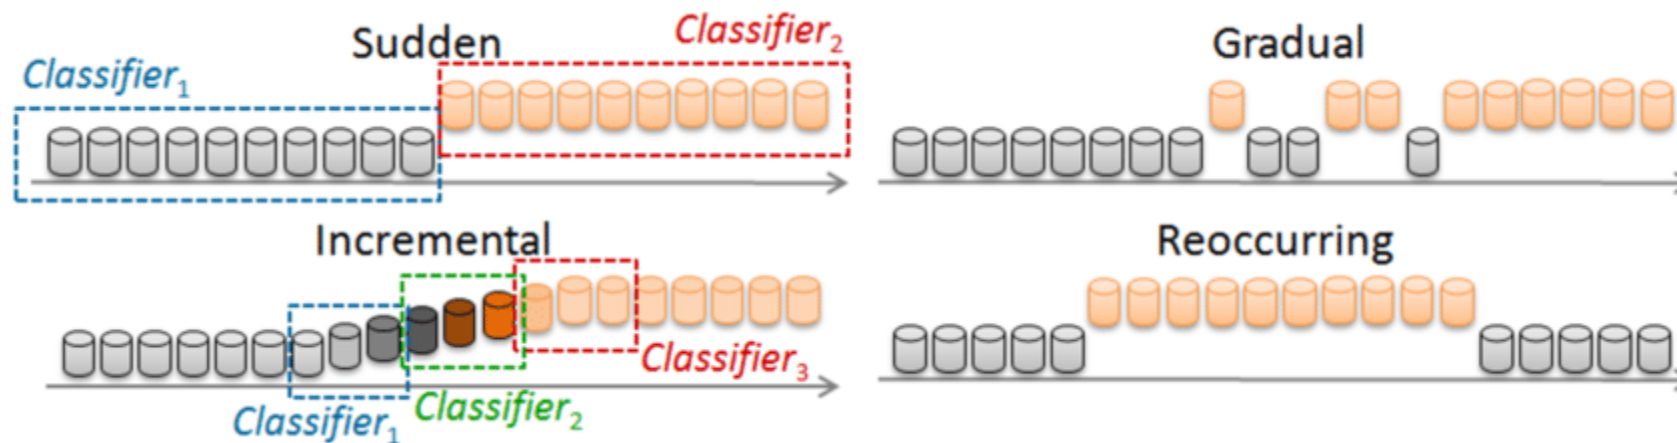 Sudden
Classifier₂
Classifier₁
Gradual
Incremental
Classifier₃
Classifier₂
Classifier₁
Reoccurring